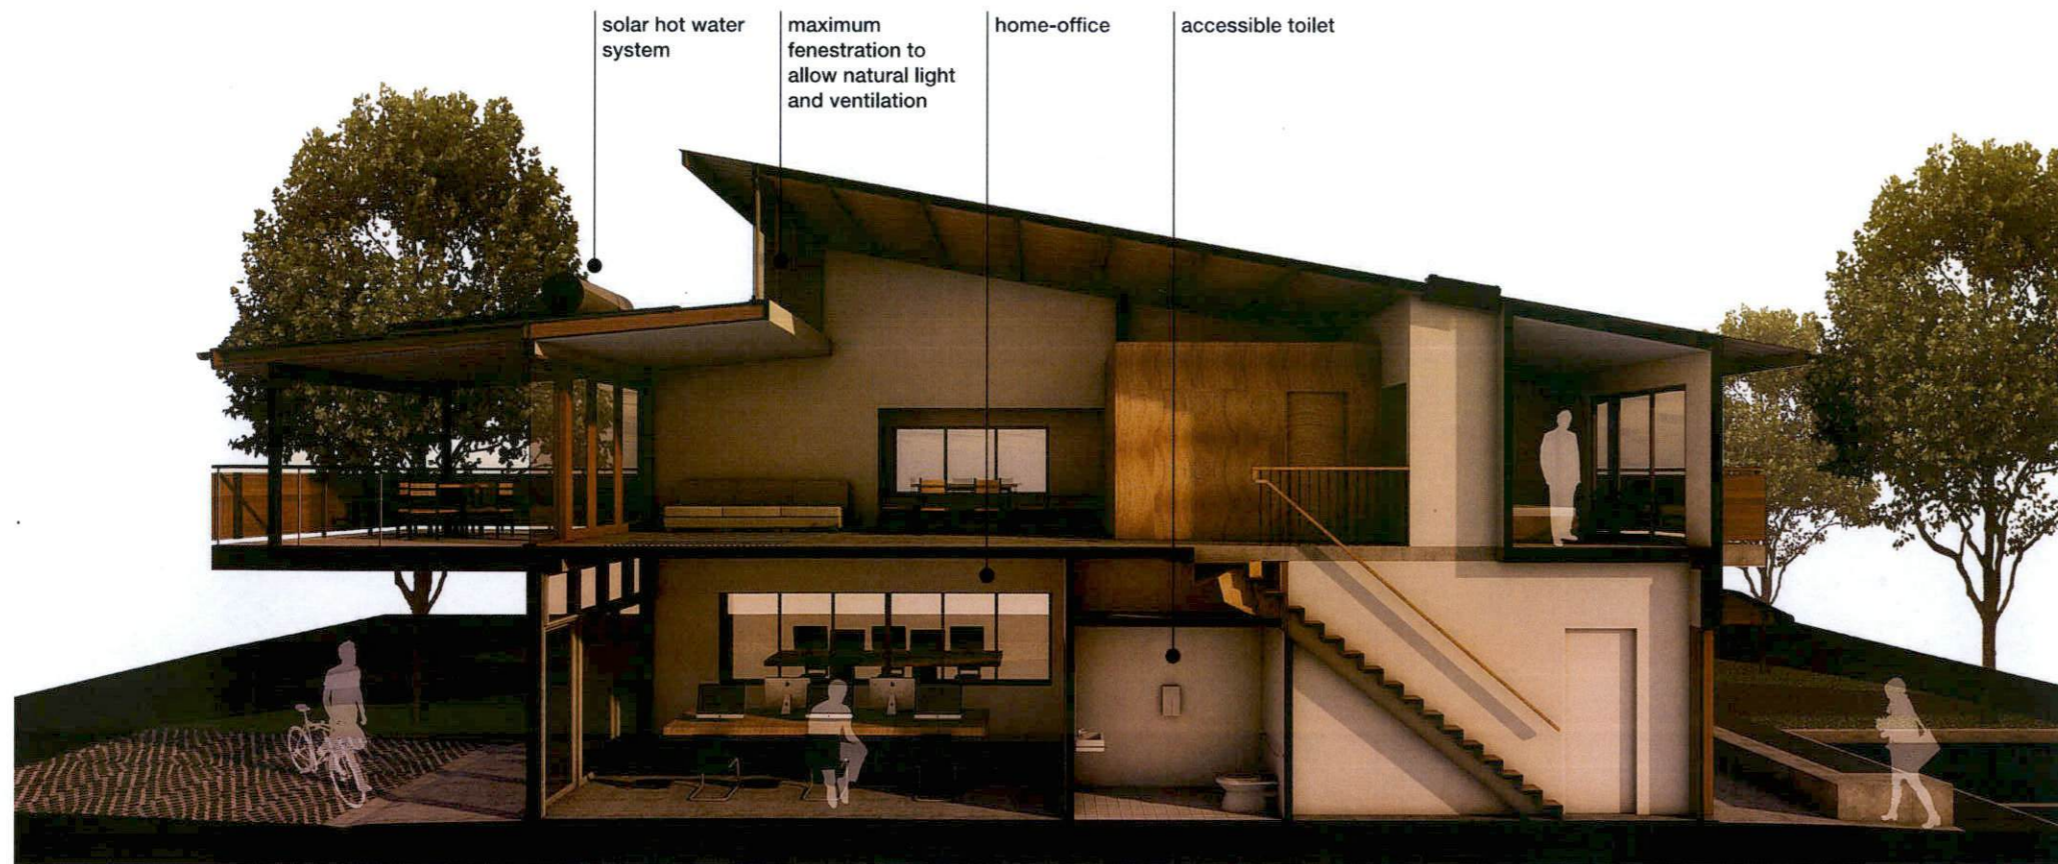 solar hot water
system
maximum
fenestration to
allow natural light
and ventilation
home-office
accessible toilet